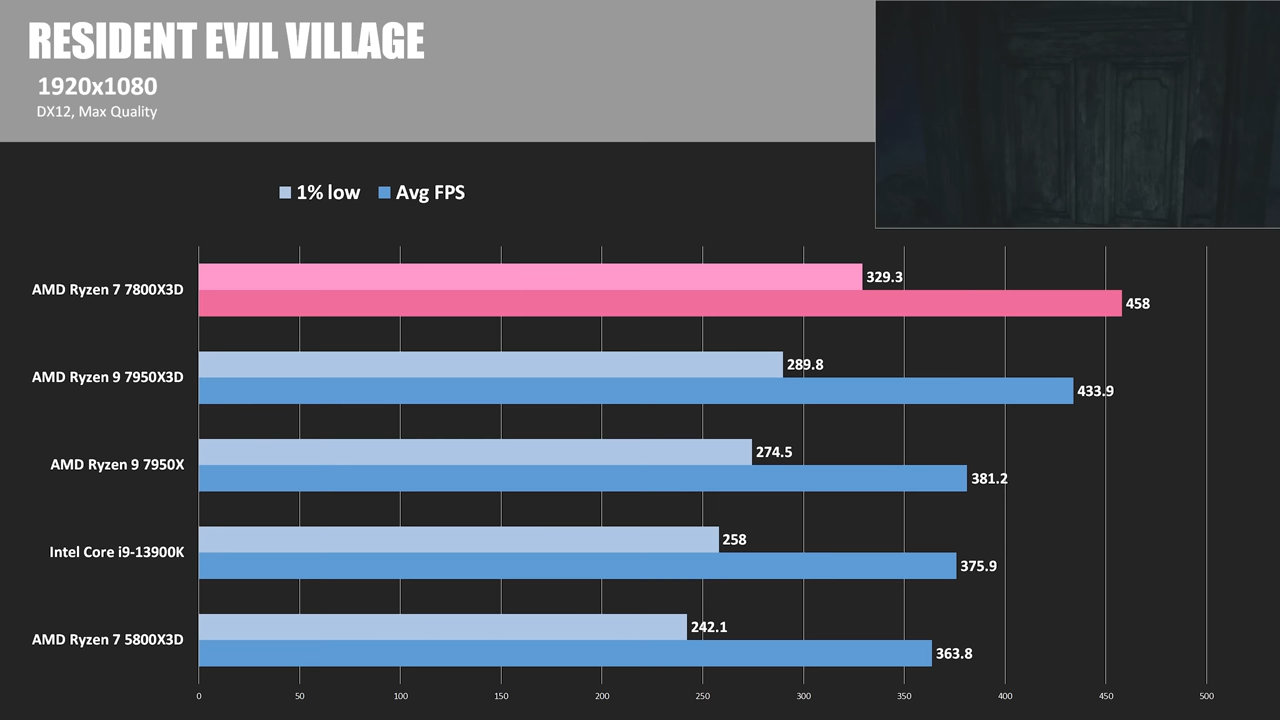 RESIDENT EVIL VILLAGE
1920x1080
DX12, Max Quality
1% low Avg FPS
AMD Ryzen 7 7800X3D
329.3
458
AMD Ryzen 9 7950X3D
289.8
433.9
AMD Ryzen 9 7950X
274.5
381.2
Intel Core i9-13900K
258
375.9
AMD Ryzen 7 5800X3D
242.1
363.8
0 50 100 150 200 250 300 350 400 450 500